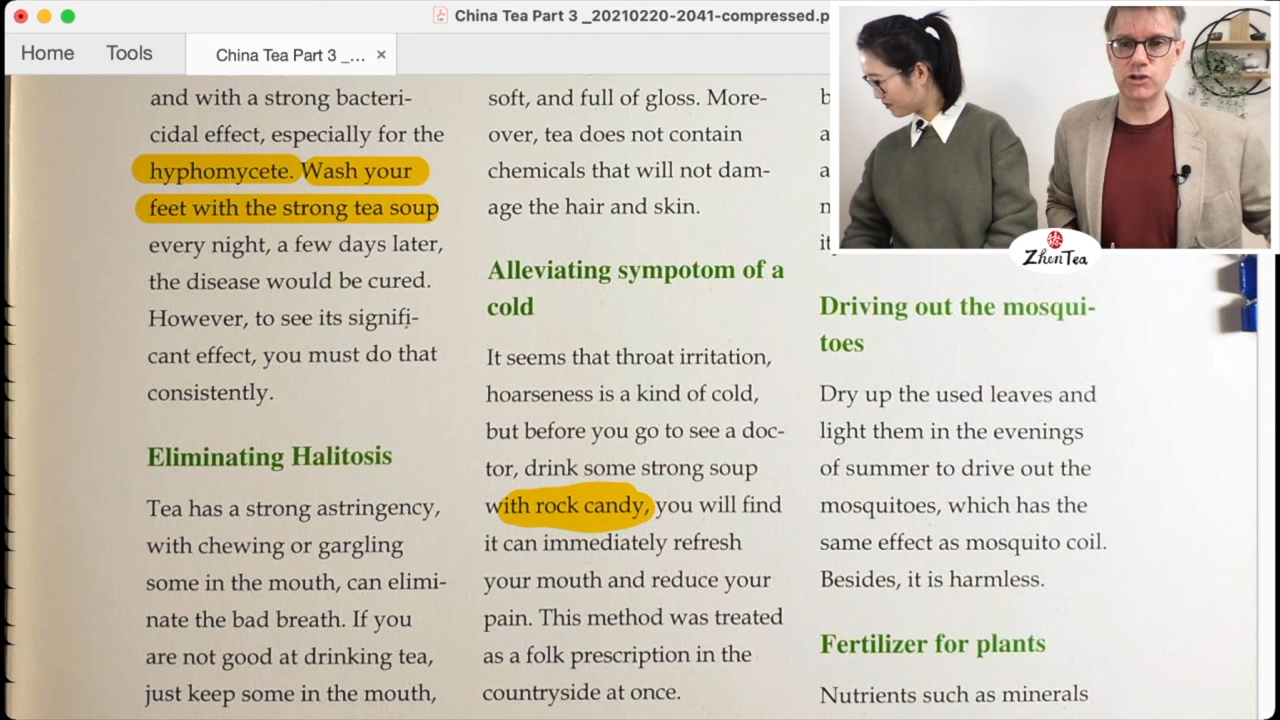 China Tea Part 3 _20210220-2041-compressed.p
Home
Tools
China Tea Part 3 _... ×
and with a strong bacteri-
cidal effect, especially for the
hyphomycete. Wash your
feet with the strong tea soup
every night, a few days later,
the disease would be cured.
However, to see its signifi-
cant effect, you must do that
consistently.
Eliminating Halitosis
Tea has a strong astringency,
with chewing or gargling
some in the mouth, can elimi-
nate the bad breath. If you
are not good at drinking tea,
just keep some in the mouth,
soft, and full of gloss. More-
over, tea does not contain
chemicals that will not dam-
age the hair and skin.
Alleviating sympotom of a
cold
It seems that throat irritation,
hoarseness is a kind of cold,
but before you go to see a doc-
tor, drink some strong soup
with rock candy, you will find
it can immediately refresh
your mouth and reduce your
pain. This method was treated
as a folk prescription in the
countryside at once.
Driving out the mosqui-
toes
Dry up the used leaves and
light them in the evenings
of summer to drive out the
mosquitoes, which has the
same effect as mosquito coil.
Besides, it is harmless.
Fertilizer for plants
Nutrients such as minerals
ZhenTea